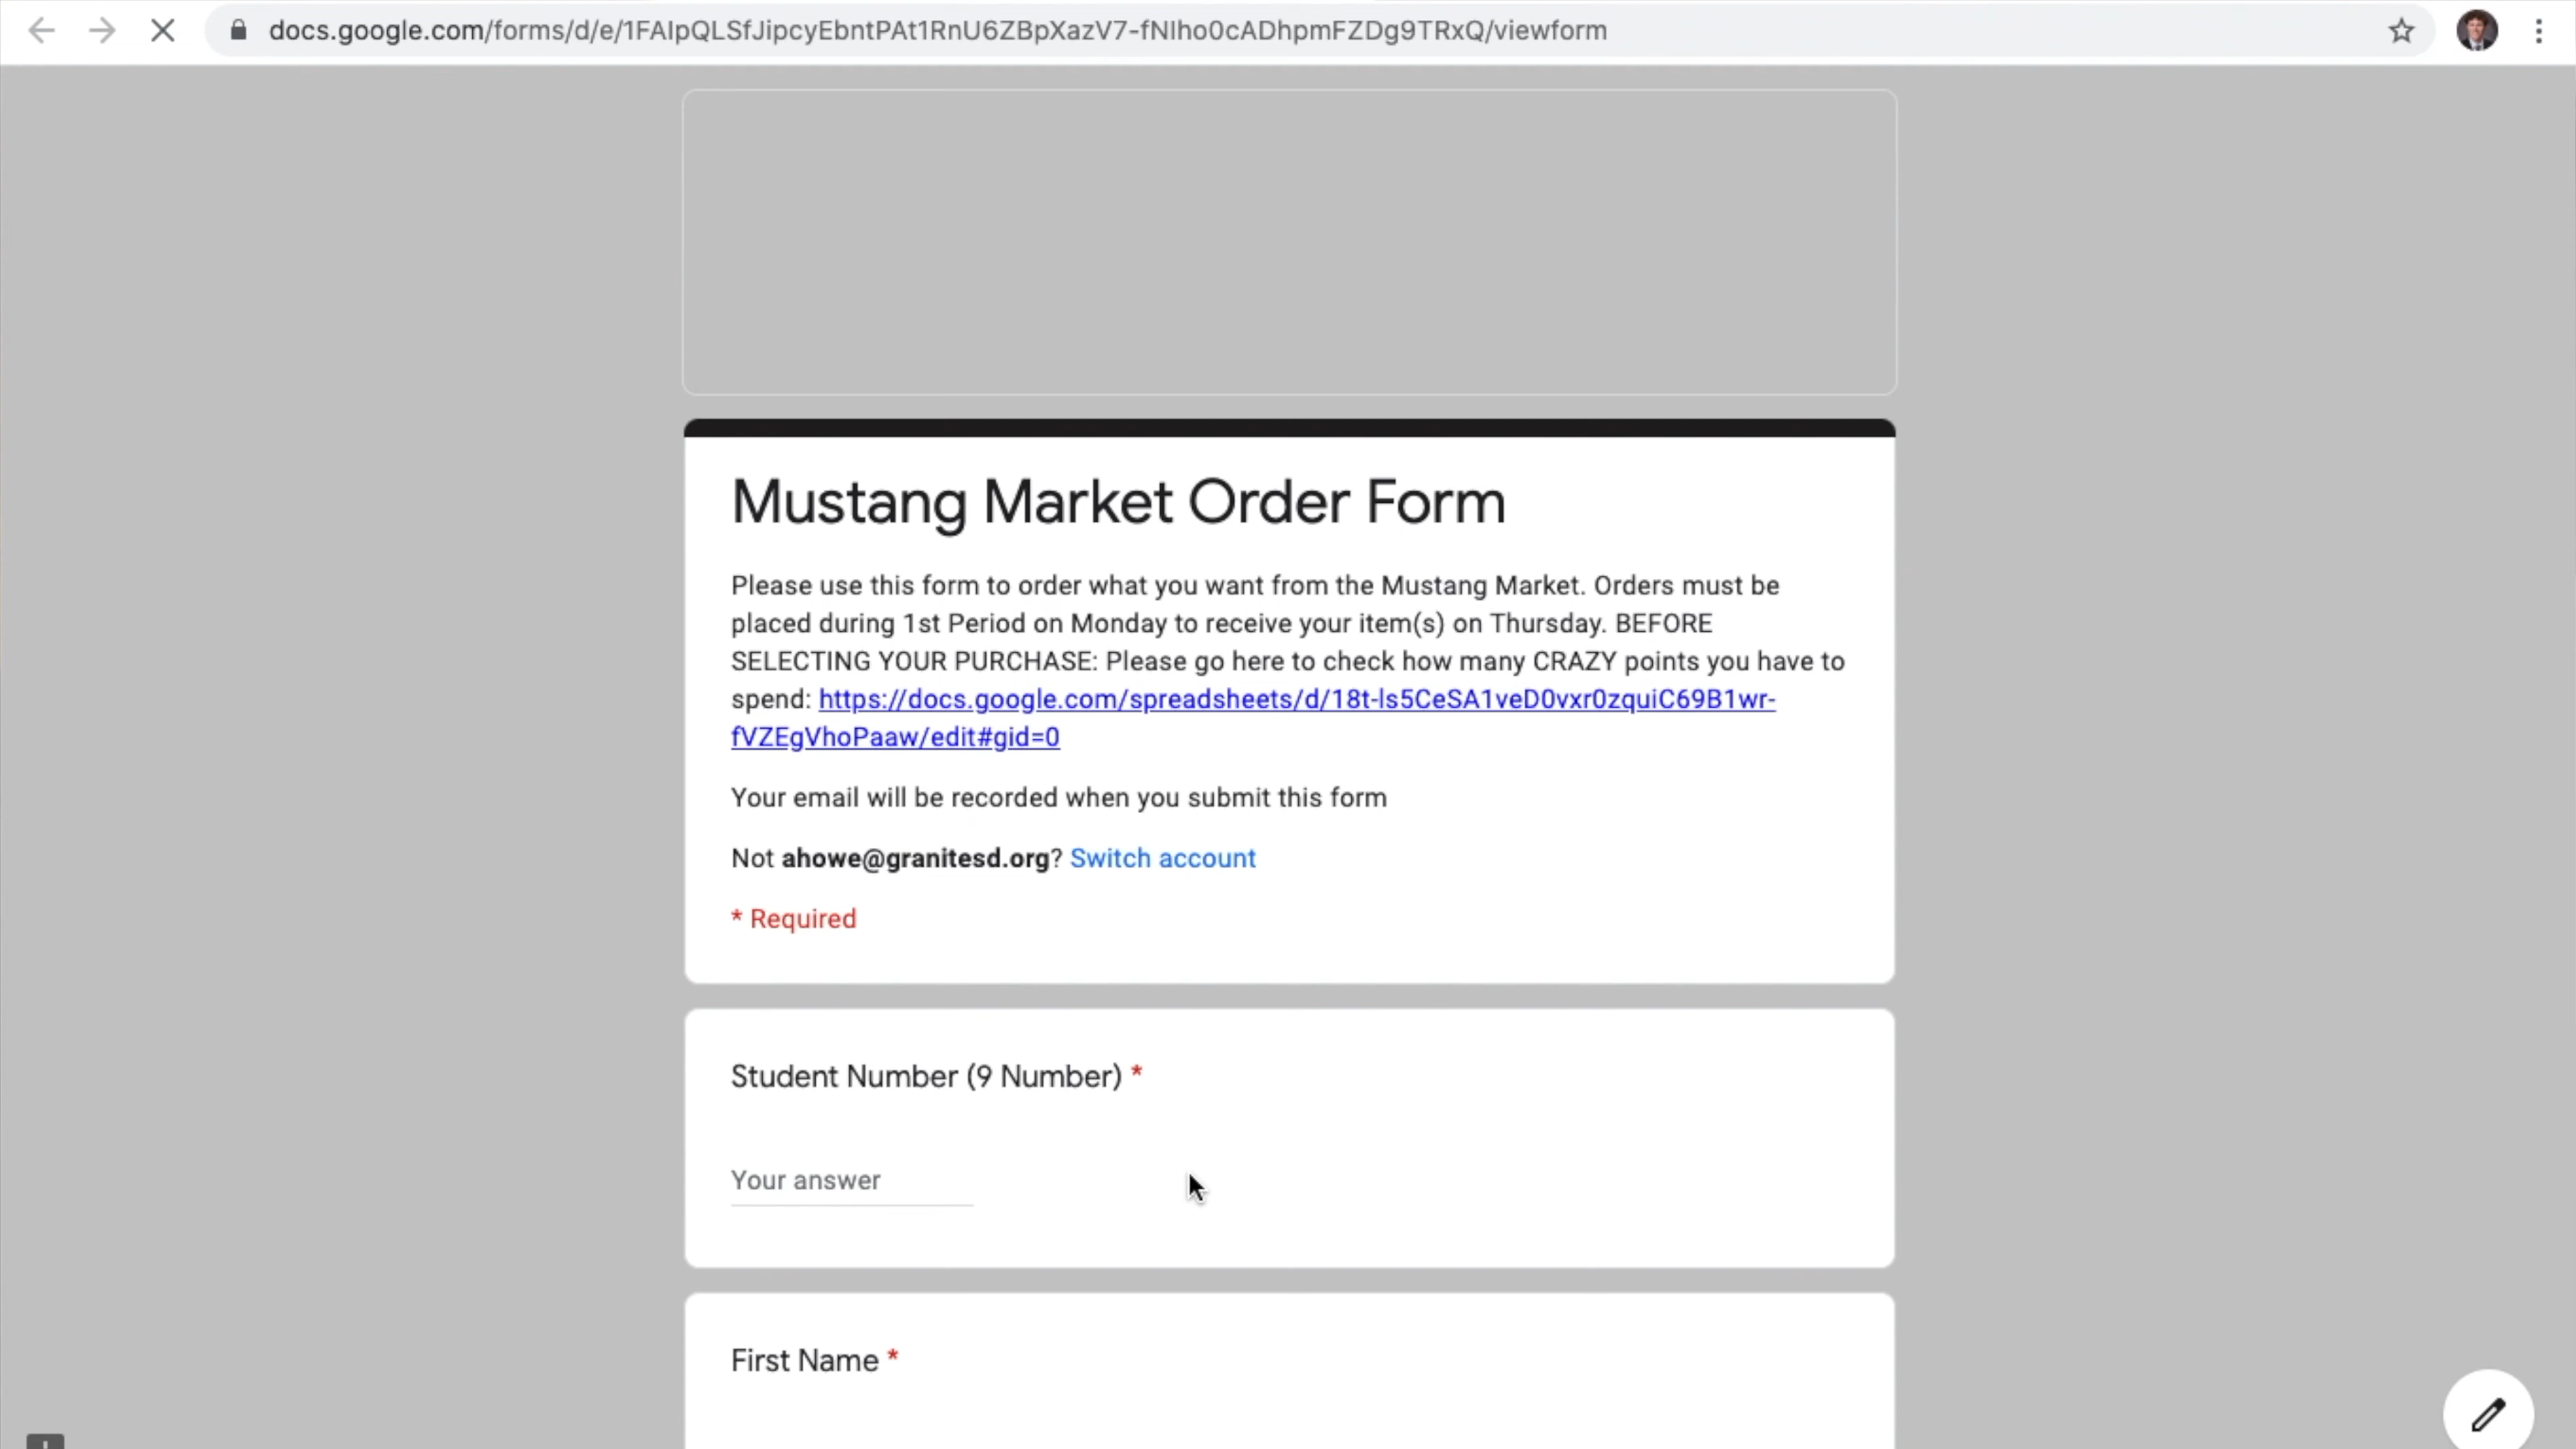 docs.google.com/forms/d/e/1FAIpQLSfJipcyEbntPAt1RnU6ZBpXazV7-fNIho0cADhpmFZDg9TRxQ/viewform
Mustang Market Order Form
Please use this form to order what you want from the Mustang Market. Orders must be
placed during 1st Period on Monday to receive your item(s) on Thursday. BEFORE
SELECTING YOUR PURCHASE: Please go here to check how many CRAZY points you have to
spend: https://docs.google.com/spreadsheets/d/18t-ls5CeSA1veD0vxr0zquiC69B1wr-
fVZEgVhoPaaw/edit#gid=0
Your email will be recorded when you submit this form
Not ahowe@granitesd.org? Switch account
* Required
Student Number (9 Number) *
Your answer
First Name *